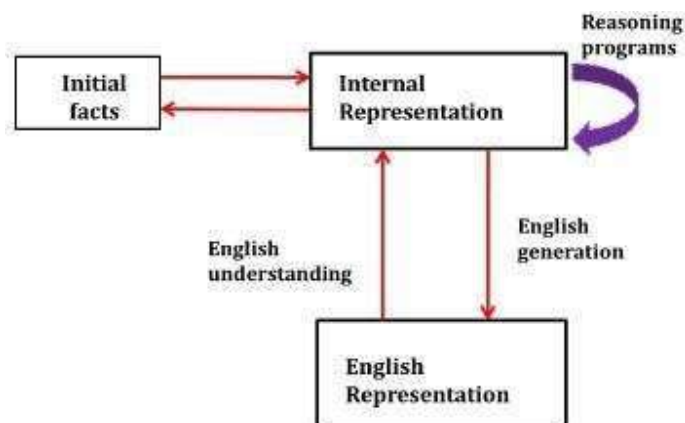 Reasoning
programs
Initial
facts
Internal
Representation
English
understanding
English
generation
English
Representation